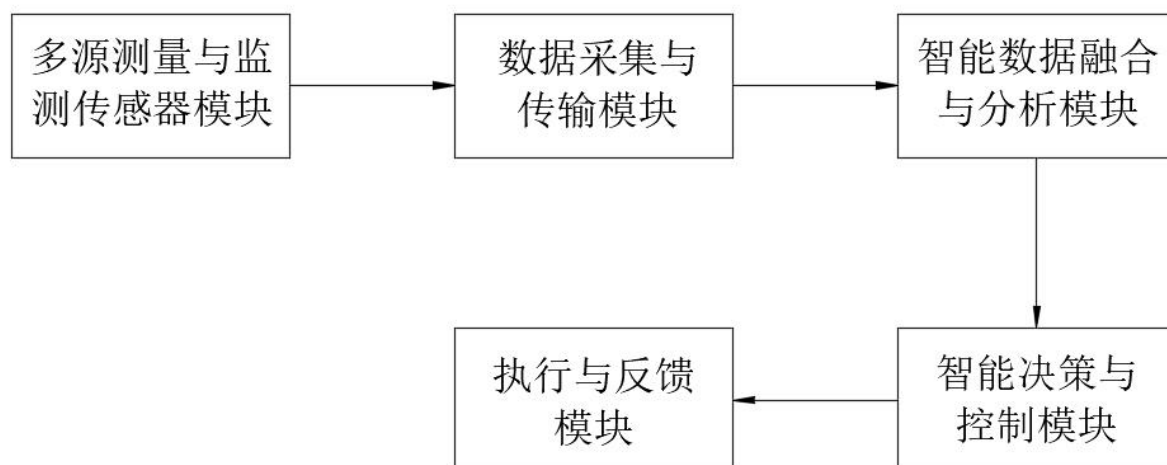 多源测量与监
测传感器模块
数据采集与
传输模块
智能数据融合
与分析模块
执行与反馈
模块
智能决策与
控制模块